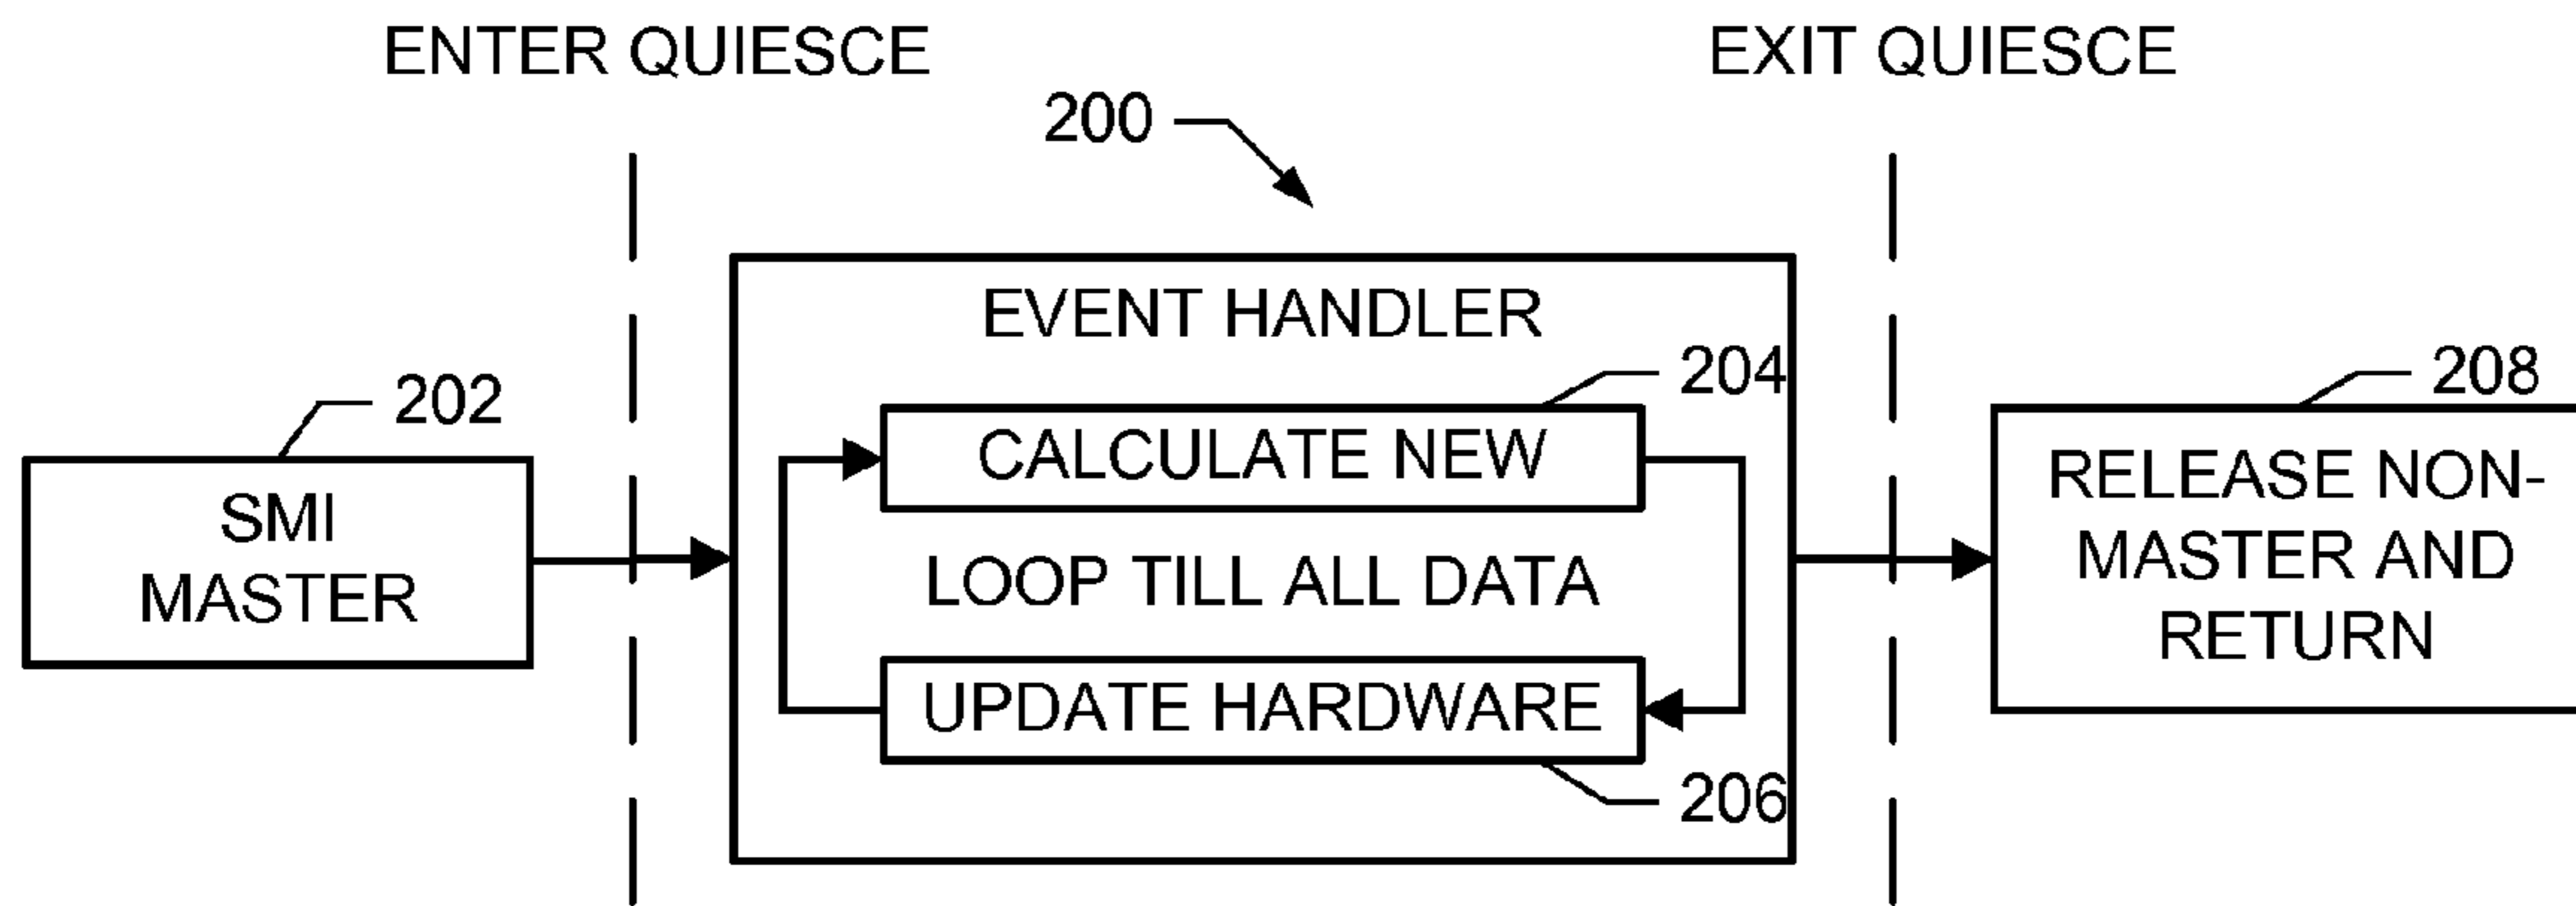 ENTER QUIESCE
EXIT QUIESCE
200
EVENT HANDLER
202
204
208
SMI
MASTER
CALCULATE NEW
LOOP TILL ALL DATA
UPDATE HARDWARE
206
RELEASE NON-
MASTER AND
RETURN